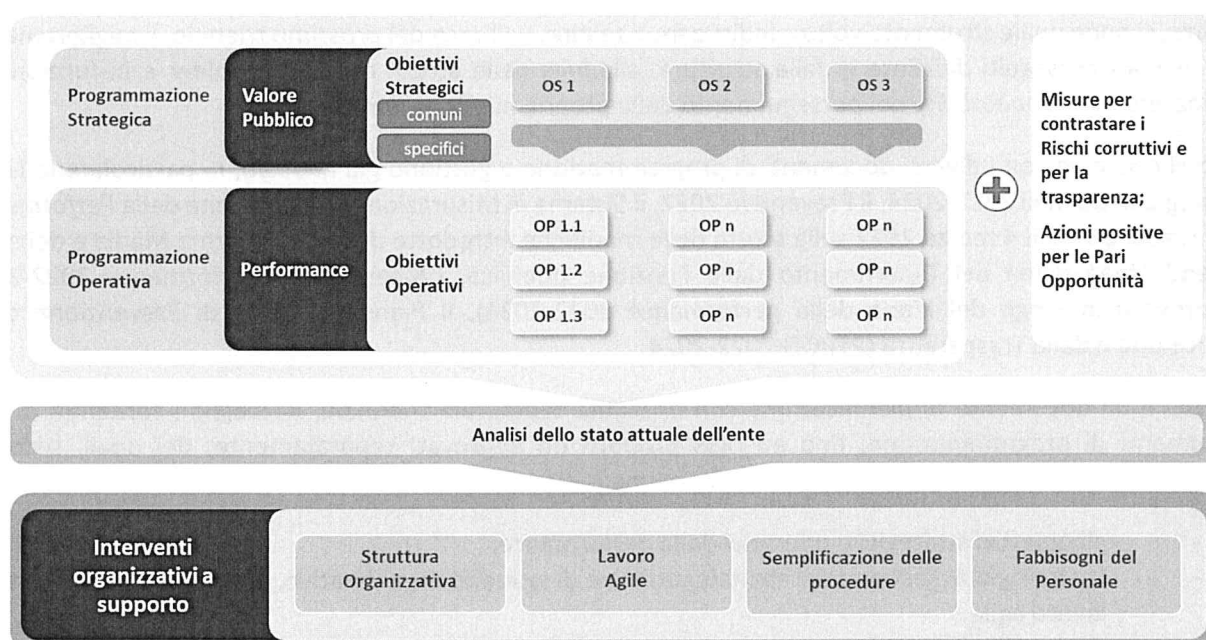 Programmazione
Strategica
Valore
Pubblico
Obiettivi
Strategici
comuni
specifici
OS 1
OS 2
OS 3
Programmazione
Operativa
Performance
Obiettivi
Operativi
OP 1.1
OP n
OP n
OP 1.2
OP n
OP n
OP 1.3
OP n
OP n
Misure per
contrastare i
Rischi corruttivi e
per la
trasparenza;
Azioni positive
per le Pari
Opportunità
Analisi dello stato attuale dell'ente
Interventi
organizzativi a
supporto
Struttura
Organizzativa
Lavoro
Agile
Semplificazione delle
procedure
Fabbisogni del
Personale